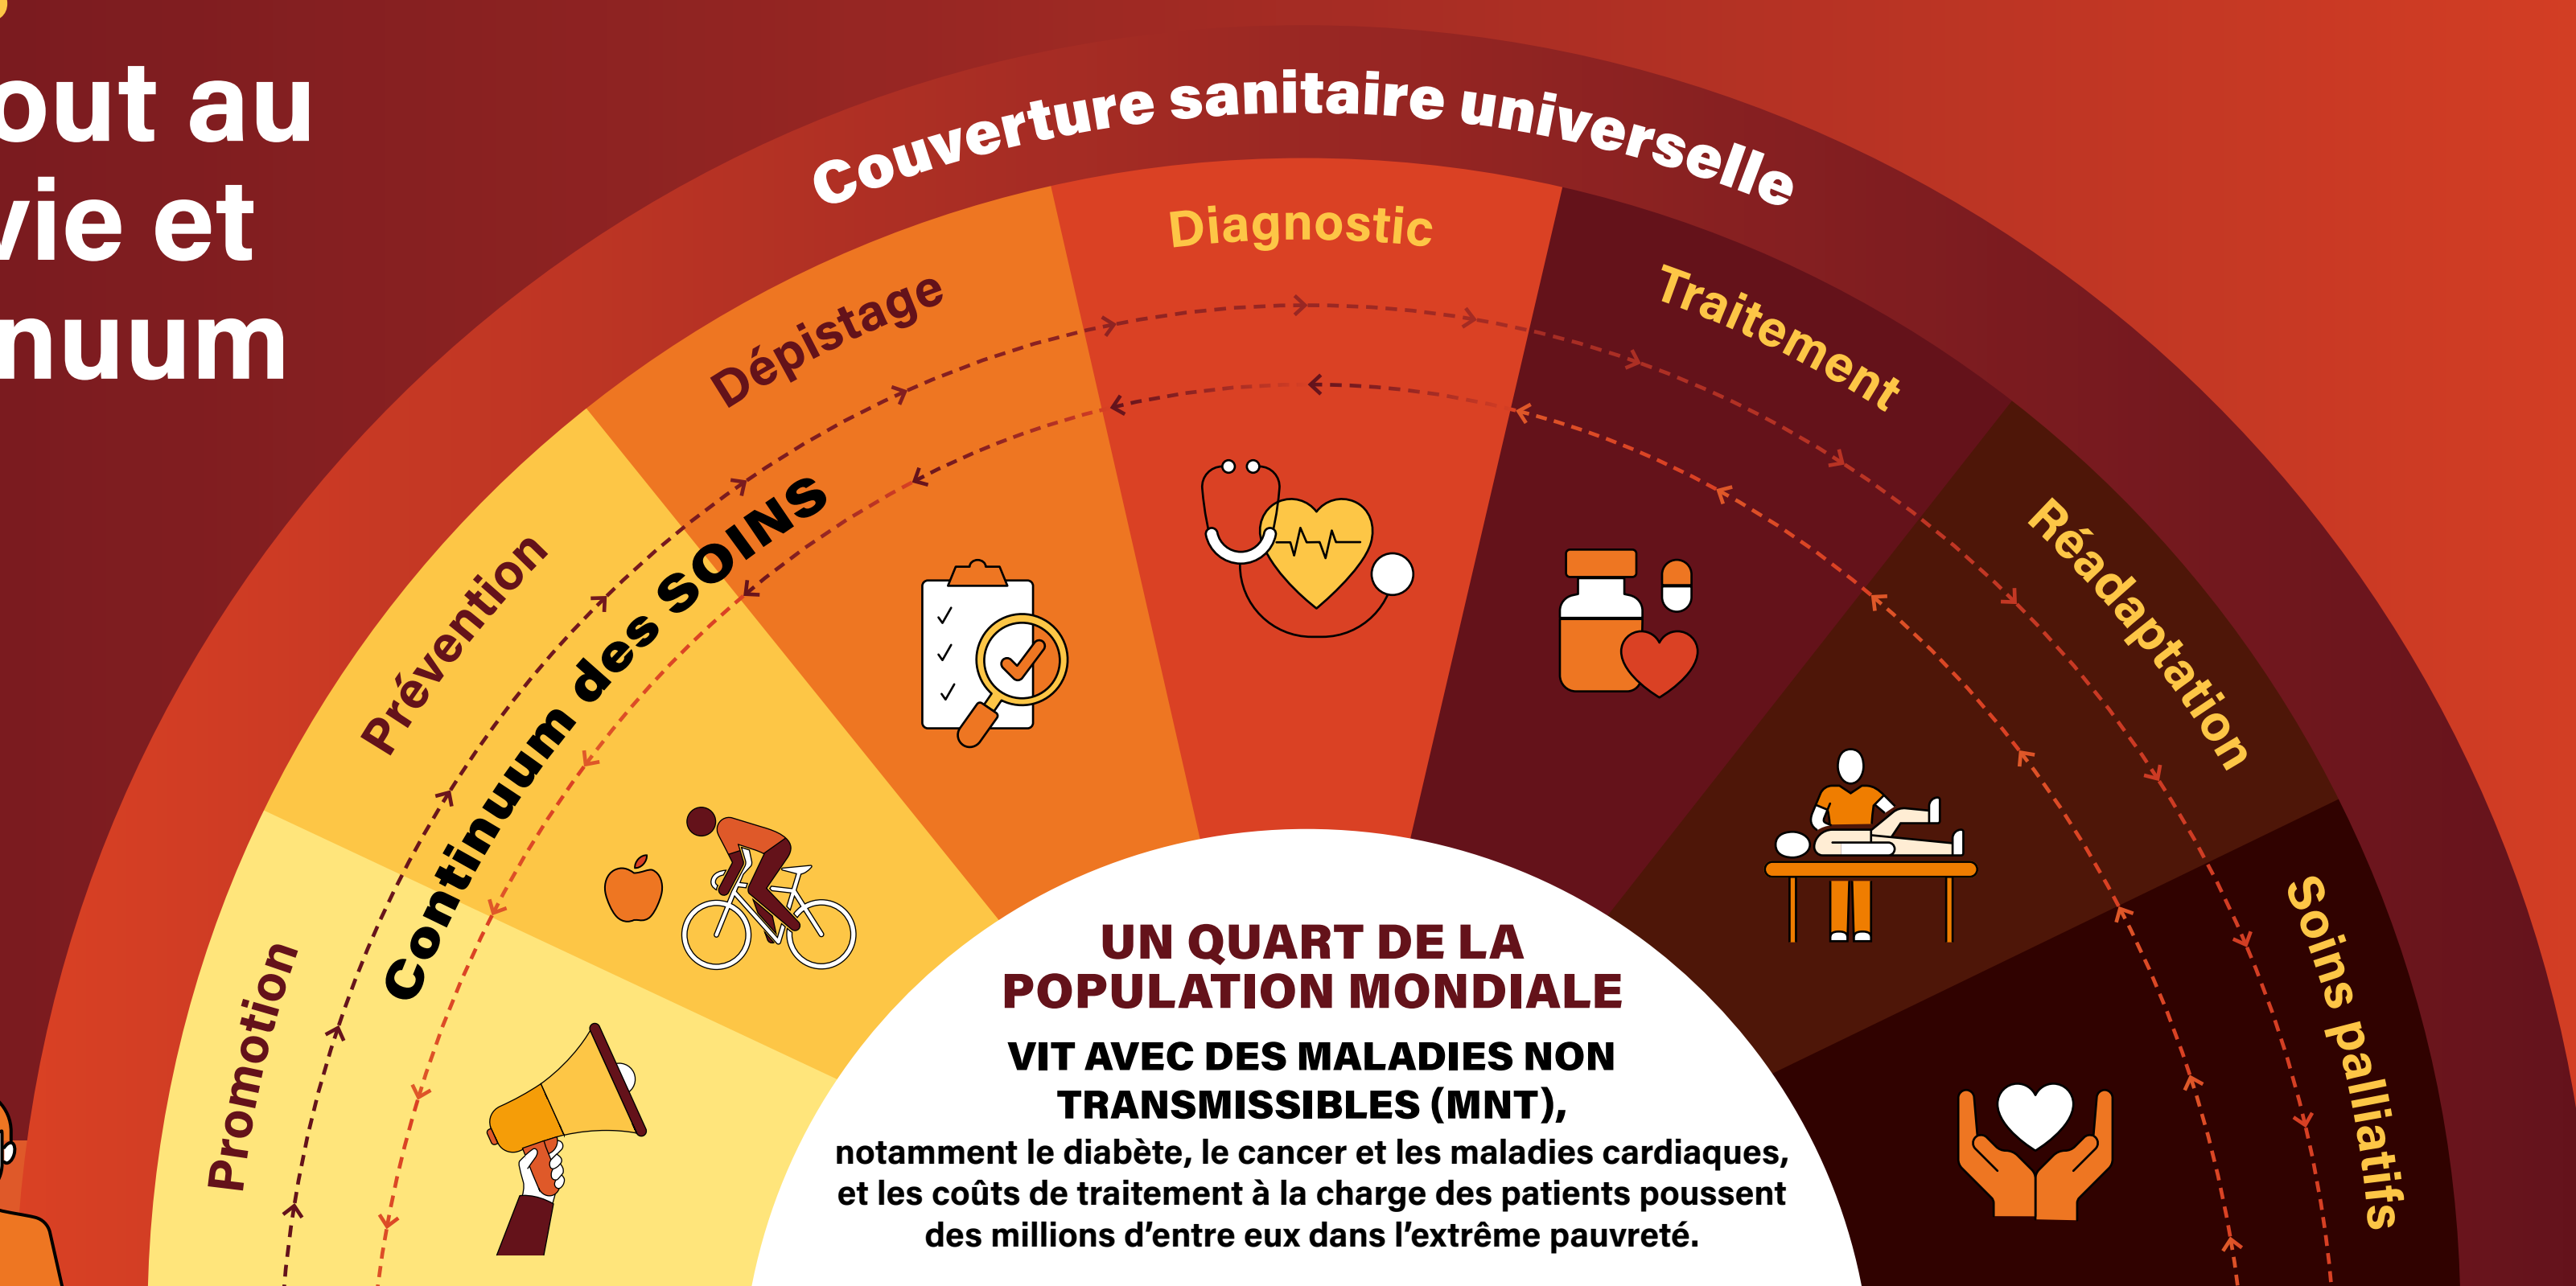 out au
vie et
nuum
Couverture sanitaire universelle
Promotion
Prévention
Dépistage
Diagnostic
Traitement
Réadaptation
Soins palliatifs
Continuum des SOINS
UN QUART DE LA
POPULATION MONDIALE
VIT AVEC DES MALADIES NON
TRANSMISSIBLES (MNT),
notamment le diabète, le cancer et les maladies cardiaques,
et les coûts de traitement à la charge des patients poussent
des millions d’entre eux dans l’extrême pauvreté.